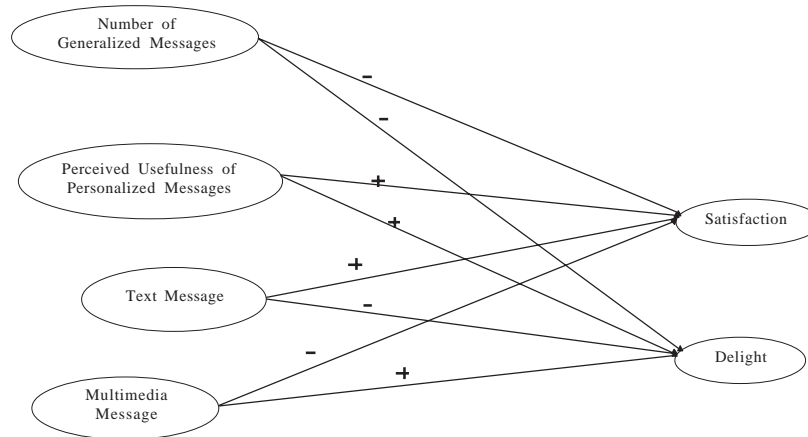 Number of
Generalized Messages
-
-
Perceived Usefulness of
Personalized Messages
+
+
Satisfaction
+
Text Message
-
-
Delight
+
Multimedia
Message